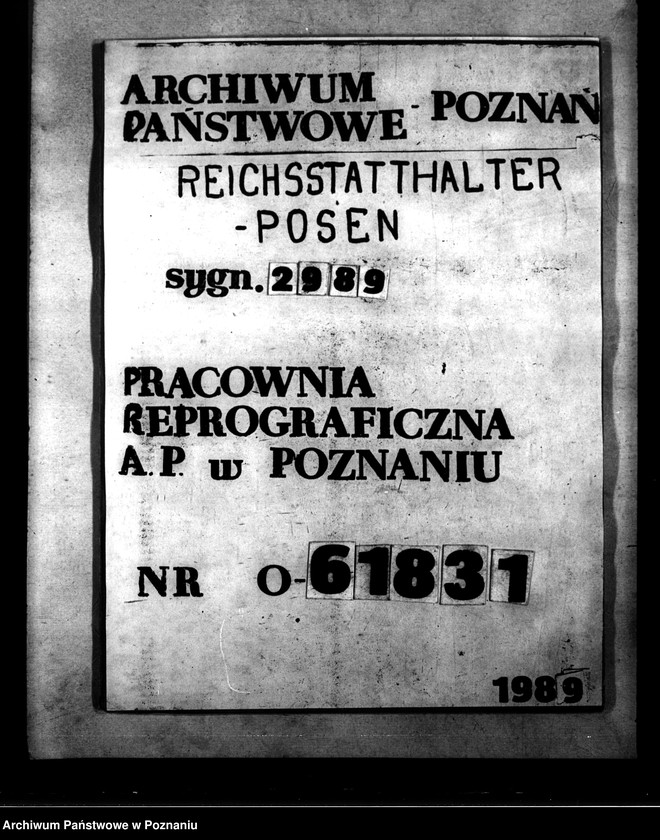 ARCHIWUM
PAŃSTWOWE - POZNAŃ
REICHSSTATTHALTER
-POSEN
sygn. 2989
PRACOWNIA
REPROGRAFICZNA
A.P. w POZNANIU
NR O-61831
1989
Archiwum Państwowe w Poznaniu